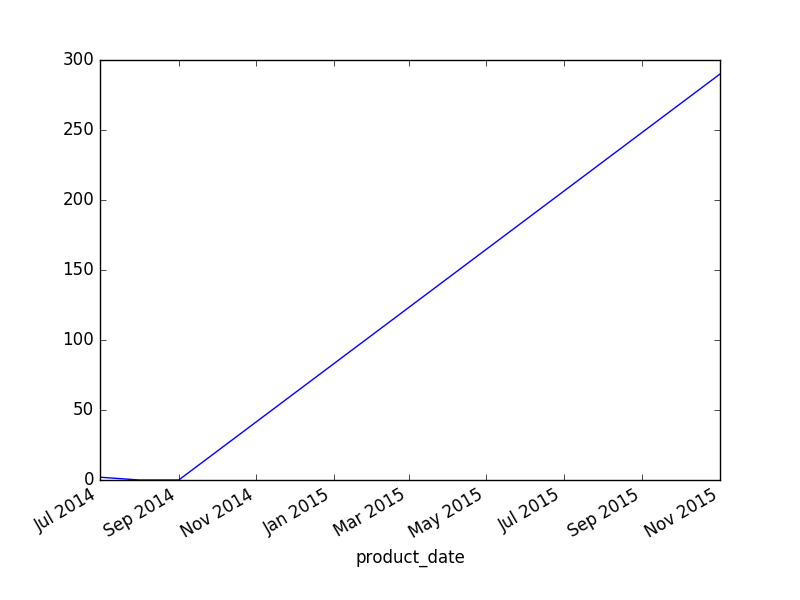 300
250
200
150
100
50
0
Jul 2014
Sep 2014
Nov 2014
Jan 2015
Mar 2015
May 2015
Jul 2015
Sep 2015
Nov 2015
product_date